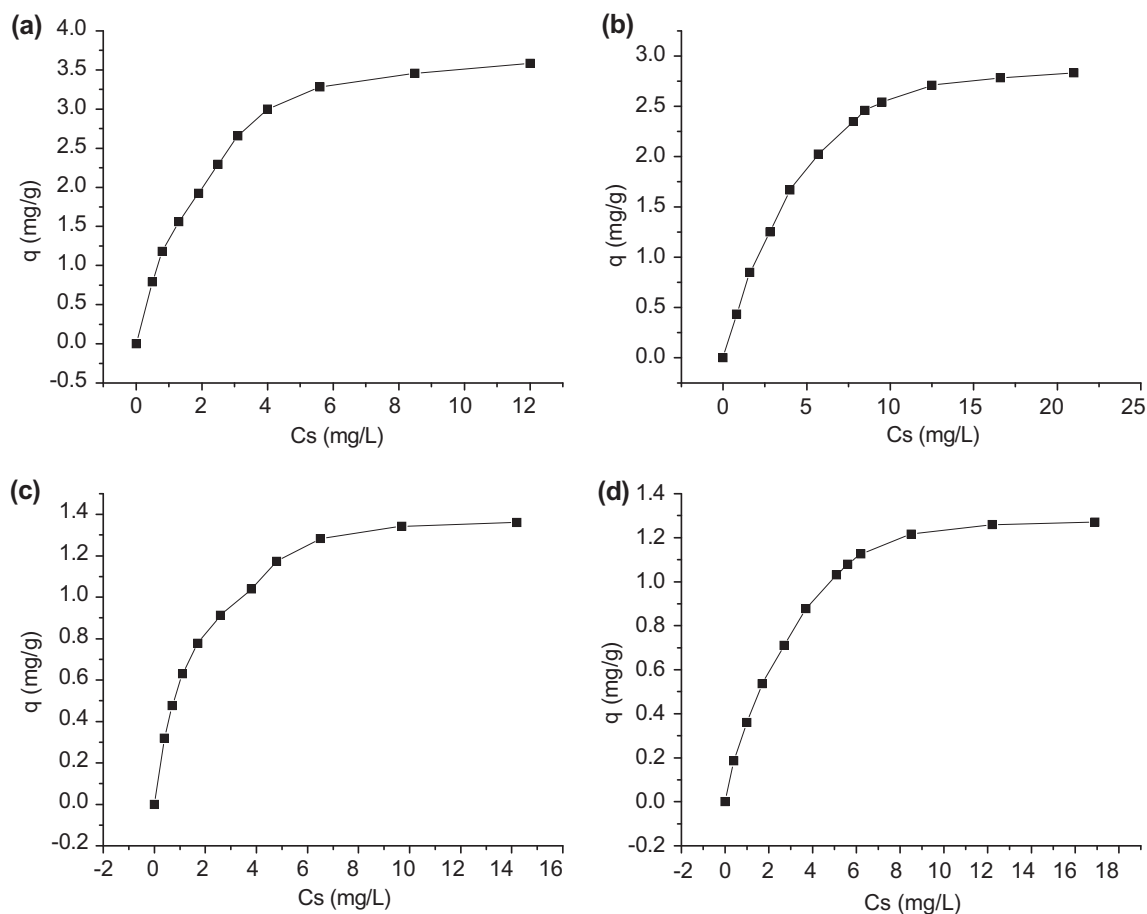 (a)
4.0
3.5
3.0
2.5
2.0
1.5
1.0
0.5
0.0
-0.5
q (mg/g)
0 2 4 6 8 10 12
Cs (mg/L)
(b)
3.0
2.5
2.0
1.5
1.0
0.5
0.0
q (mg/g)
0 5 10 15 20 25
Cs (mg/L)
(c)
1.4
1.2
1.0
0.8
0.6
0.4
0.2
0.0
-0.2
q (mg/g)
-2 0 2 4 6 8 10 12 14 16
Cs (mg/L)
(d)
1.4
1.2
1.0
0.8
0.6
0.4
0.2
0.0
-0.2
q (mg/g)
-2 0 2 4 6 8 10 12 14 16 18
Cs (mg/L)